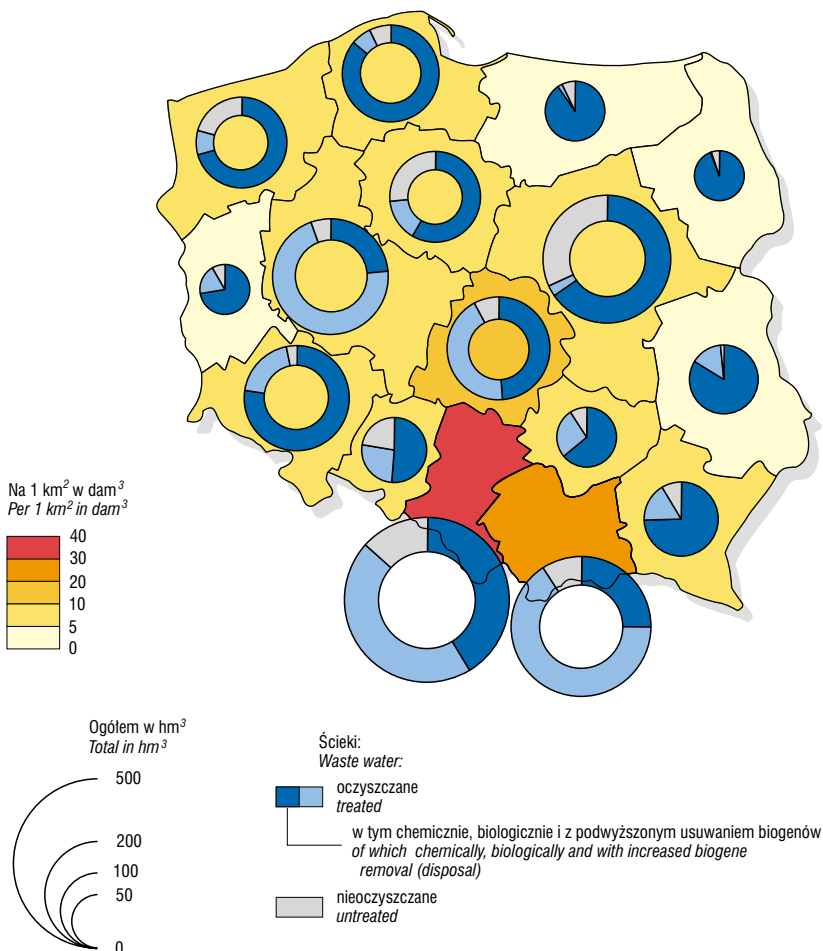 Na 1 km² w dam³
Per 1 km² in dam³
40
30
20
10
5
0
Ogółem w hm³
Total in hm³
500
200
100
50
0
Ścieki:
Waste water:
oczyszczane
treated
w tym chemicznie, biologicznie i z podwyższonym usuwaniem biogenów
of which chemically, biologically and with increased biogene
removal (disposal)
nieoczyszczane
untreated